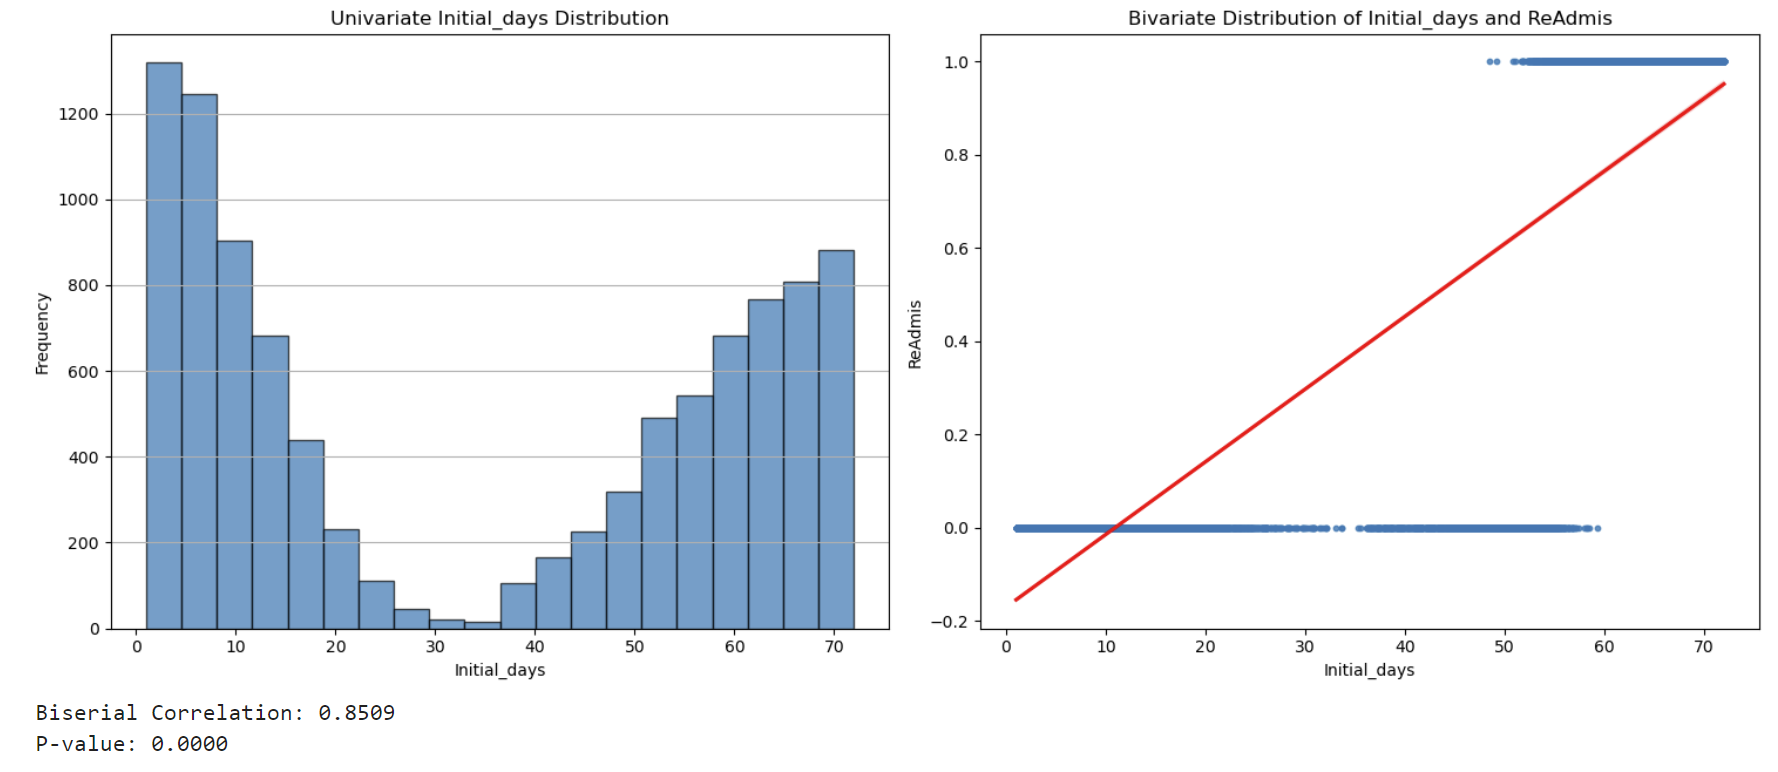 Univariate Initial_days Distribution
Frequency
1200
1000
800
600
400
200
0
0 10 20 30 40 50 60 70
Initial_days
Bivariate Distribution of Initial_days and ReAdmis
ReAdmis
1.0
0.8
0.6
0.4
0.2
0.0
−0.2
0 10 20 30 40 50 60 70
Initial_days
Biserial Correlation: 0.8509
P-value: 0.0000